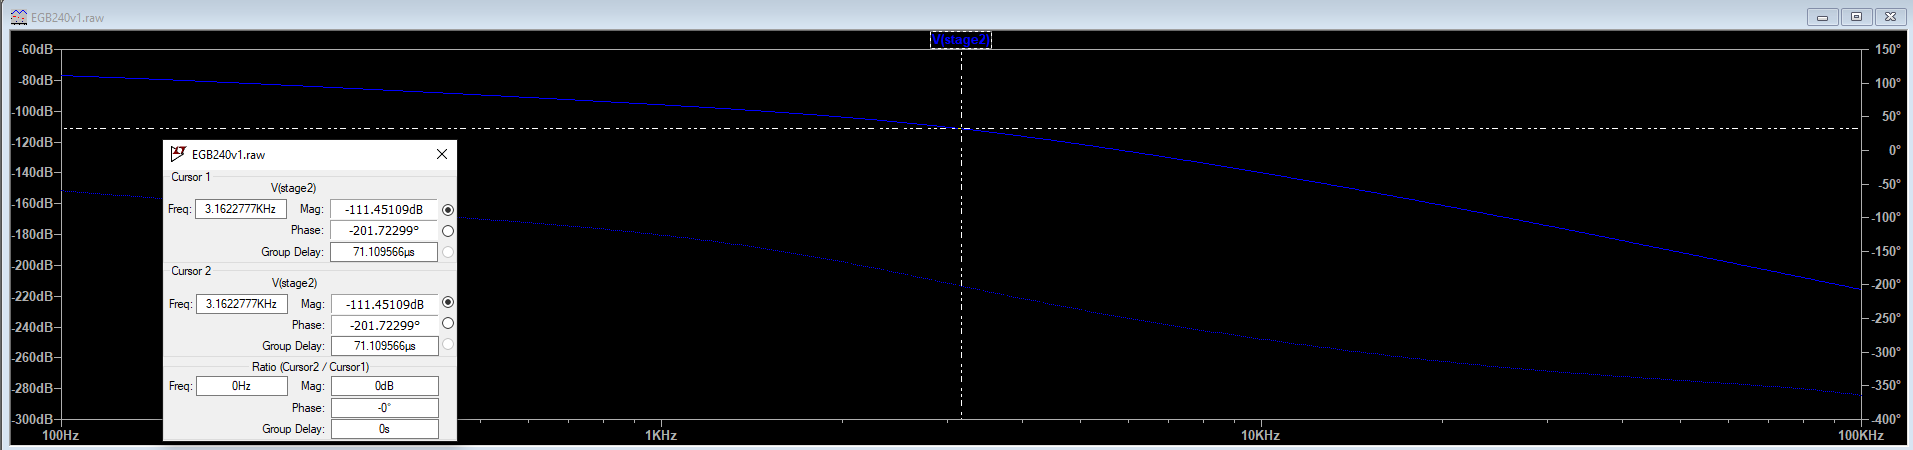 EGB240v1.raw
V(stage2)
-60dB
-80dB
-100dB
-110dB
-120dB
-140dB
-160dB
-180dB
-200dB
-220dB
-240dB
-260dB
-280dB
-300dB
150°
100°
50°
0°
-50°
-100°
-150°
-200°
-250°
-300°
-350°
-400°
100Hz
1KHz
10KHz
100KHz
EGB240v1.raw
Cursor 1
V(stage2)
Freq: 3.1622777KHz Mag: -111.45109dB
Phase: -201.72299°
Group Delay: 71.109566µs
Cursor 2
V(stage2)
Freq: 3.1622777KHz Mag: -111.45109dB
Phase: -201.72299°
Group Delay: 71.109566µs
Ratio (Cursor2 / Cursor1)
Freq: 0Hz Mag: 0dB
Phase: -0°
Group Delay: 0s